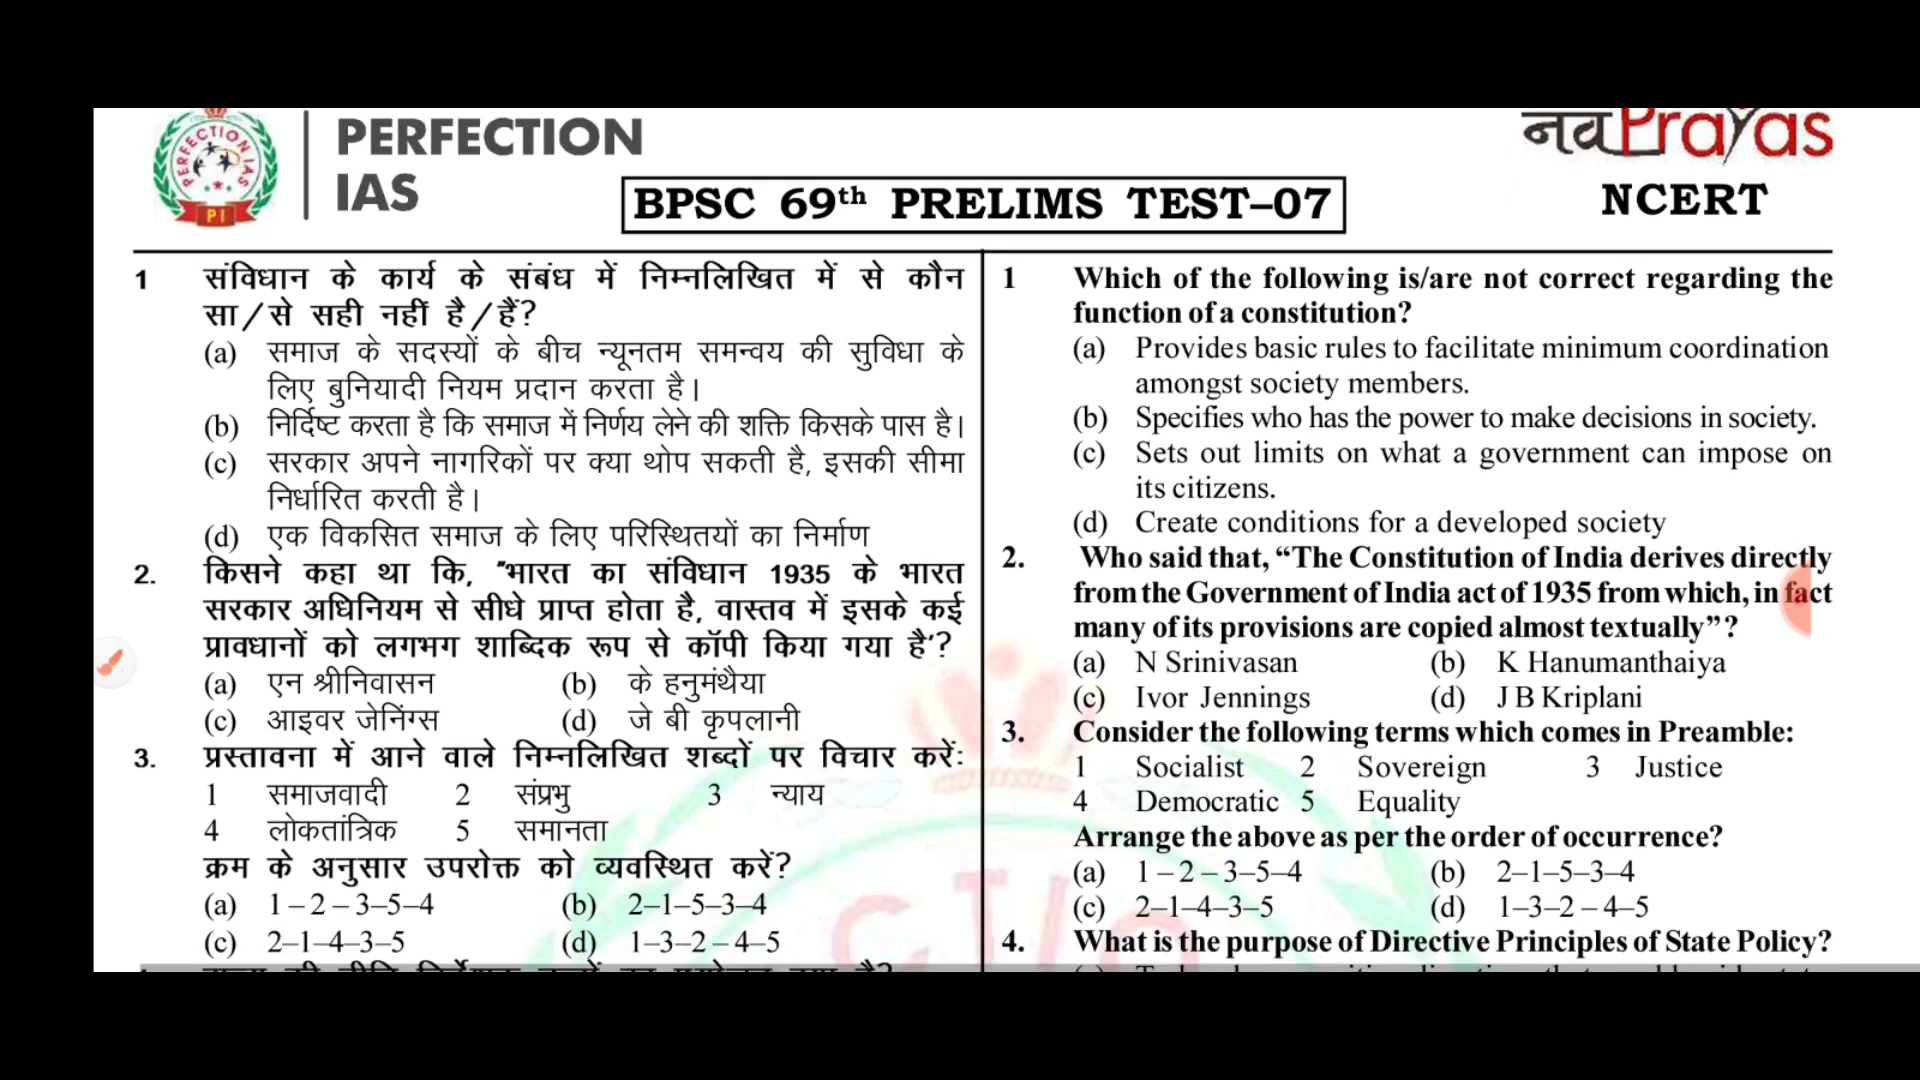 PERFECTION IAS
PI
PERFECTION
IAS
नवPrayas
BPSC 69th PRELIMS TEST–07
NCERT
1 संविधान के कार्य के संबंध में निम्नलिखित में से कौन
सा/से सही नहीं है/हैं?
(a) समाज के सदस्यों के बीच न्यूनतम समन्वय की सुविधा के
लिए बुनियादी नियम प्रदान करता है।
(b) निर्दिष्ट करता है कि समाज में निर्णय लेने की शक्ति किसके पास है।
(c) सरकार अपने नागरिकों पर क्या थोप सकती है, इसकी सीमा
निर्धारित करती है।
(d) एक विकसित समाज के लिए परिस्थितयों का निर्माण
2. किसने कहा था कि, "भारत का संविधान 1935 के भारत
सरकार अधिनियम से सीधे प्राप्त होता है, वास्तव में इसके कई
प्रावधानों को लगभग शाब्दिक रूप से कॉपी किया गया है'?
(a) एन श्रीनिवासन (b) के हनुमंथैया
(c) आइवर जेनिंग्स (d) जे बी कृपलानी
3. प्रस्तावना में आने वाले निम्नलिखित शब्दों पर विचार करें:
1 समाजवादी 2 संप्रभु 3 न्याय
4 लोकतांत्रिक 5 समानता
क्रम के अनुसार उपरोक्त को व्यवस्थित करें?
(a) 1–2–3–5–4 (b) 2–1–5–3–4
(c) 2–1–4–3–5 (d) 1–3–2–4–5
1 Which of the following is/are not correct regarding the
function of a constitution?
(a) Provides basic rules to facilitate minimum coordination
amongst society members.
(b) Specifies who has the power to make decisions in society.
(c) Sets out limits on what a government can impose on
its citizens.
(d) Create conditions for a developed society
2. Who said that, “The Constitution of India derives directly
from the Government of India act of 1935 from which, in fact
many of its provisions are copied almost textually”?
(a) N Srinivasan (b) K Hanumanthaiya
(c) Ivor Jennings (d) J B Kriplani
3. Consider the following terms which comes in Preamble:
1 Socialist 2 Sovereign 3 Justice
4 Democratic 5 Equality
Arrange the above as per the order of occurrence?
(a) 1–2–3–5–4 (b) 2–1–5–3–4
(c) 2–1–4–3–5 (d) 1–3–2–4–5
4. What is the purpose of Directive Principles of State Policy?